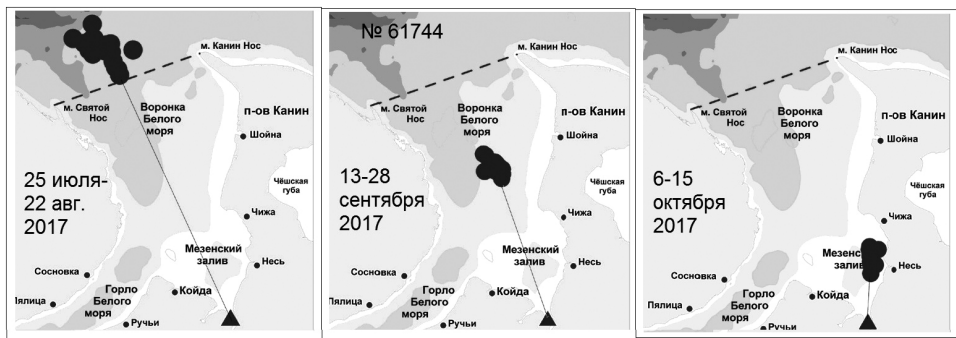 м. Канин Нос
м. Святой
Нос
Воронка
Белого
моря
п-ов Канин
Шойна
25 июля-
22 авг.
2017
Чёшская
губа
Чижа
Мезенский
залив
Несь
Сосновка
Койда
Горло
Белого
моря
Пялица
Ручьи
№ 61744
м. Канин Нос
м. Святой
Нос
Воронка
Белого
моря
п-ов Канин
Шойна
13-28
сентября
2017
Чёшская
губа
Чижа
Мезенский
залив
Несь
Сосновка
Койда
Горло
Белого
моря
Пялица
Ручьи
м. Канин Нос
м. Святой
Нос
Воронка
Белого
моря
п-ов Канин
Шойна
6-15
октября
2017
Чёшская
губа
Чижа
Мезенс
залив
Несь
Сосновка
Койда
Горло
Белого
моря
Пялица
Ручьи